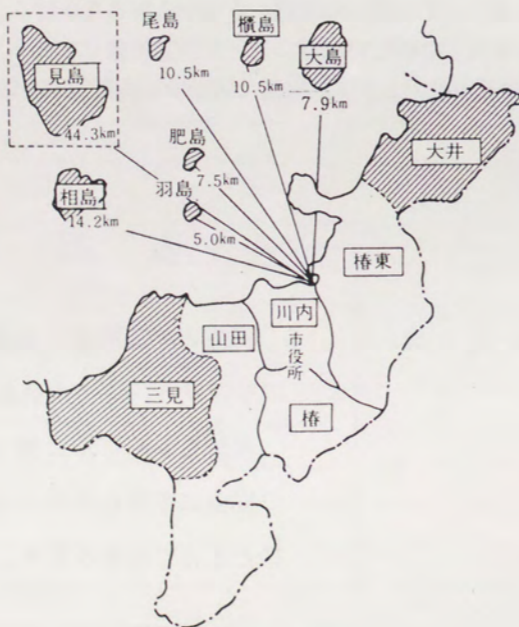 尾島
10.5km
櫃島
10.5km
大島
7.9km
見島
44.3km
肥島
7.5km
羽島
5.0km
相島
14.2km
大井
椿東
川内
市役所
山田
三見
椿